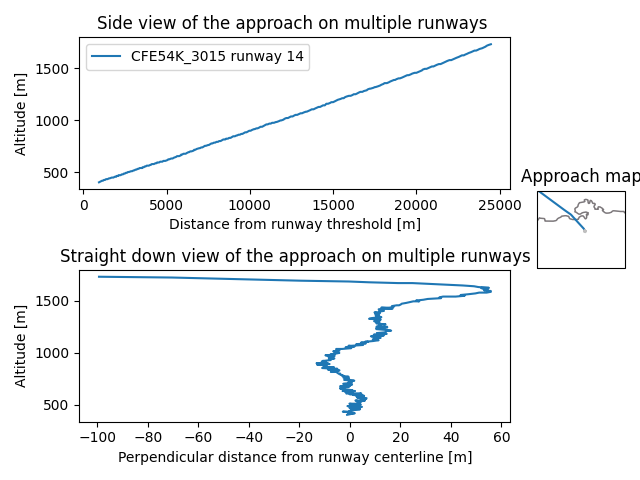 Side view of the approach on multiple runways
CFE54K_3015 runway 14
Altitude [m]
1500
1000
500
0
5000
10000
15000
20000
25000
Distance from runway threshold [m]
Approach map
Straight down view of the approach on multiple runways
Altitude [m]
1500
1000
500
−100
−80
−60
−40
−20
0
20
40
60
Perpendicular distance from runway centerline [m]